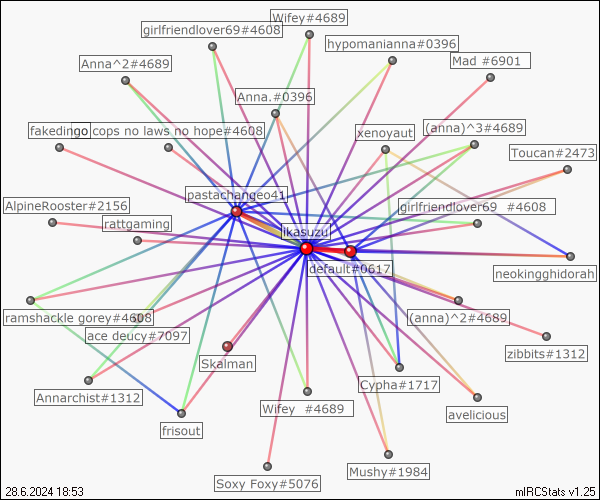 Wifey#4689
girlfriendlover69#4608
hypomanianna#0396
Mad #6901
Anna^2#4689
Anna.#0396
fakedingo
no cops no laws no hope#4608
xenoyaut
(anna)^3#4689
Toucan#2473
pastachangeo41
AlpineRooster#2156
rattgaming
girlfriendlover69 #4608
ikasuzu
default#0617
neokingghidorah
ramshackle gorey#4608
(anna)^2#4689
ace deucy#7097
zibbits#1312
Skalman
Cypha#1717
Annarchist#1312
Wifey #4689
avelicious
frisout
Mushy#1984
Soxy Foxy#5076
28.6.2024 18:53
mIRCStats v1.25